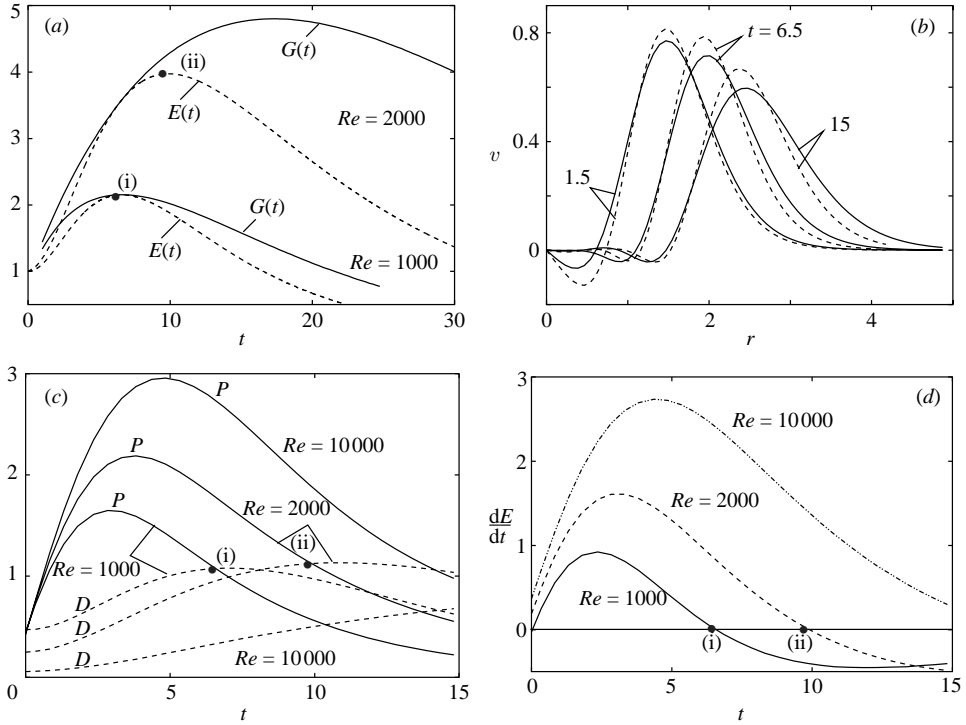 (a)
5
4
3
2
1
(ii)
G(t)
E(t)
Re = 2000
(i)
G(t)
E(t)
Re = 1000
0
10
20
30
t
(b)
0.8
0.4
0
v
t = 6.5
15
1.5
0
2
4
r
(c)
3
2
1
0
P
P
P
Re = 10 000
Re = 2000
(ii)
(i)
Re = 1000
D
D
D
Re = 10 000
0
5
10
15
t
(d)
3
2
1
0
dE
dt
Re = 10 000
Re = 2000
Re = 1000
(i)
(ii)
0
5
10
15
t